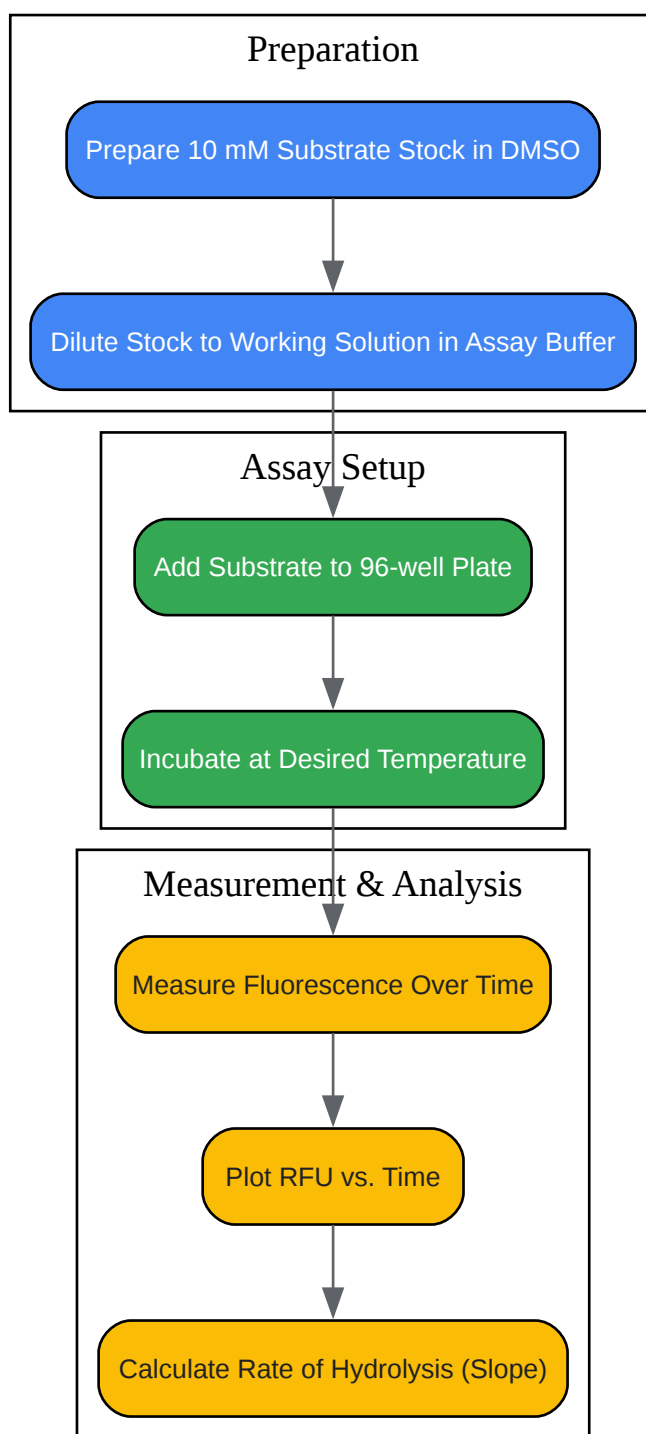 Preparation
Prepare 10 mM Substrate Stock in DMSO
Dilute Stock to Working Solution in Assay Buffer
Assay Setup
Add Substrate to 96-well Plate
Incubate at Desired Temperature
Measurement & Analysis
Measure Fluorescence Over Time
Plot RFU vs. Time
Calculate Rate of Hydrolysis (Slope)